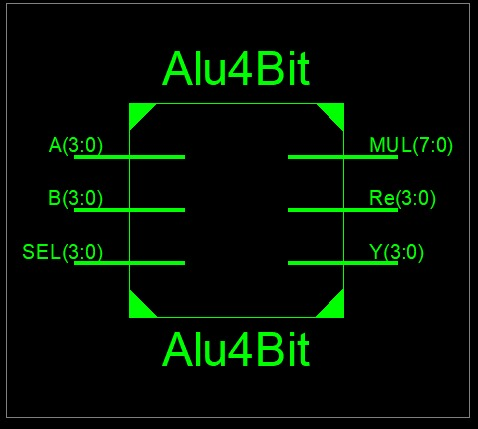 Alu4Bit
A(3:0)
MUL(7:0)
B(3:0)
Re(3:0)
SEL(3:0)
Y(3:0)
Alu4Bit